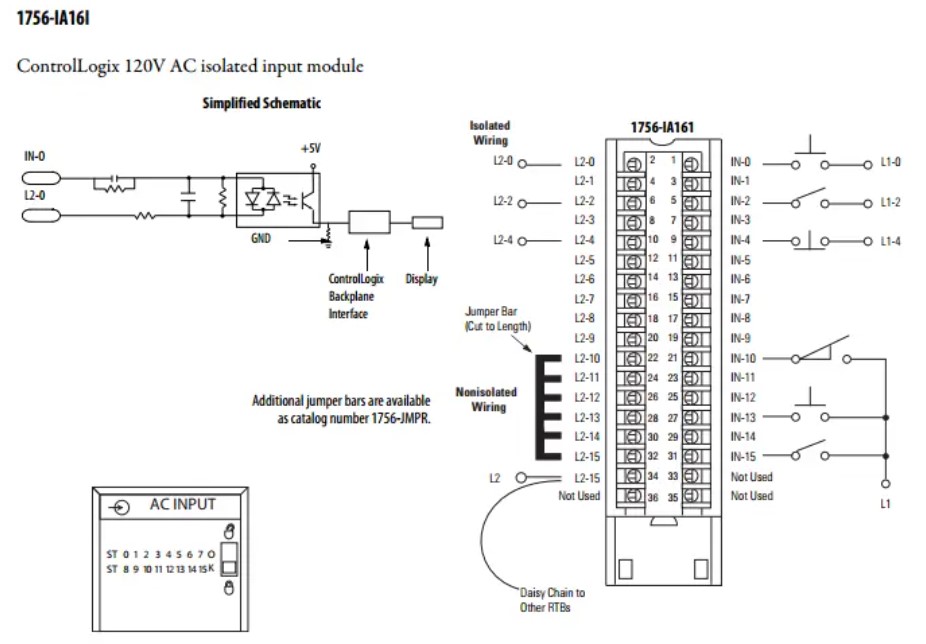 1756-IA16I
ControlLogix 120V AC isolated input module
Simplified Schematic
IN-0
L2-0
+5V
GND
ControlLogix
Backplane
Interface
Display
Additional jumper bars are available
as catalog number 1756-JMPR.
AC INPUT
ST 0 1 2 3 4 5 6 7 O
ST 8 9 10 11 12 13 14 15 K
Isolated
Wiring
1756-IA161
L2-0 L2-0 2 1 IN-0 L1-0
L2-1 4 3 IN-1
L2-2 L2-2 6 5 IN-2 L1-2
L2-3 8 7 IN-3
L2-4 L2-4 10 9 IN-4 L1-4
L2-5 12 11 IN-5
L2-6 14 13 IN-6
L2-7 16 15 IN-7
L2-8 18 17 IN-8
L2-9 20 19 IN-9
L2-10 22 21 IN-10
L2-11 24 23 IN-11
L2-12 26 25 IN-12
L2-13 28 27 IN-13
L2-14 30 29 IN-14
L2-15 32 31 IN-15
L2 L2-15 34 33 Not Used
Not Used 36 35 Not Used
L1
Jumper Bar
(Cut to Length)
Nonisolated
Wiring
Daisy Chain to
Other RTBs